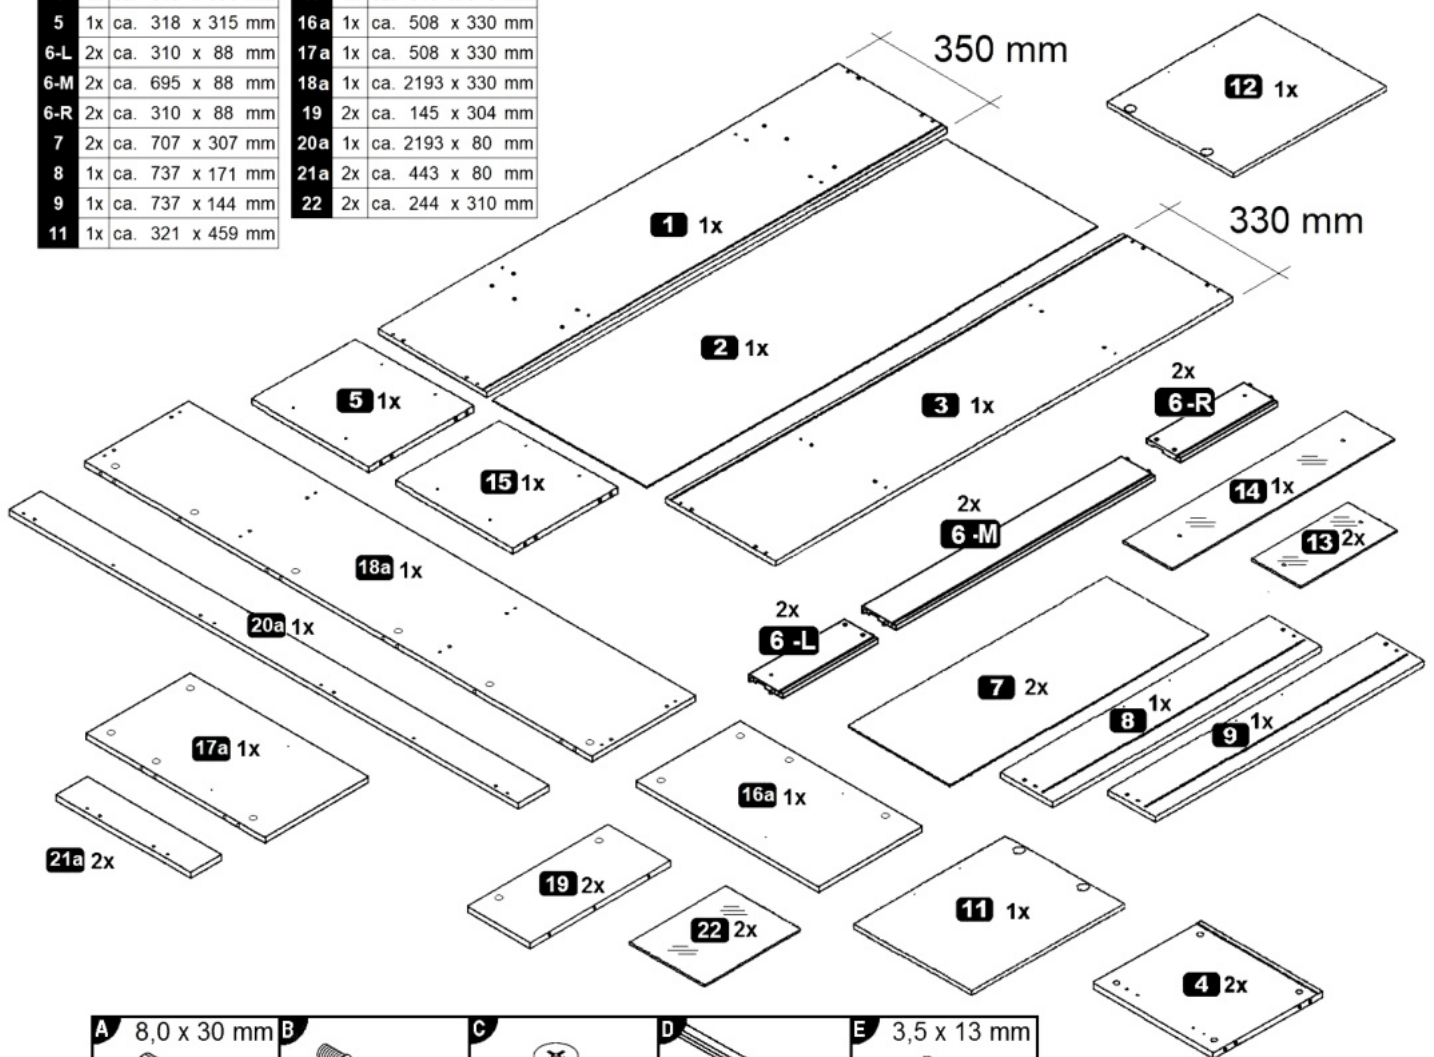 5 1x ca. 318 x 315 mm
6-L 2x ca. 310 x 88 mm
6-M 2x ca. 695 x 88 mm
6-R 2x ca. 310 x 88 mm
7 2x ca. 707 x 307 mm
8 1x ca. 737 x 171 mm
9 1x ca. 737 x 144 mm
11 1x ca. 321 x 459 mm
16a 1x ca. 508 x 330 mm
17a 1x ca. 508 x 330 mm
18a 1x ca. 2193 x 330 mm
19 2x ca. 145 x 304 mm
20a 1x ca. 2193 x 80 mm
21a 2x ca. 443 x 80 mm
22 2x ca. 244 x 310 mm
350 mm
12 1x
330 mm
1 1x
2 1x
3 1x
5 1x
15 1x
2x
6 -R
14 1x
13 2x
2x
6 -M
18a 1x
20a 1x
2x
6 -L
7 2x
8 1x
9 1x
17a 1x
16a 1x
21a 2x
19 2x
22 2x
11 1x
4 2x
A 8,0 x 30 mm
B
C
D
E 3,5 x 13 mm